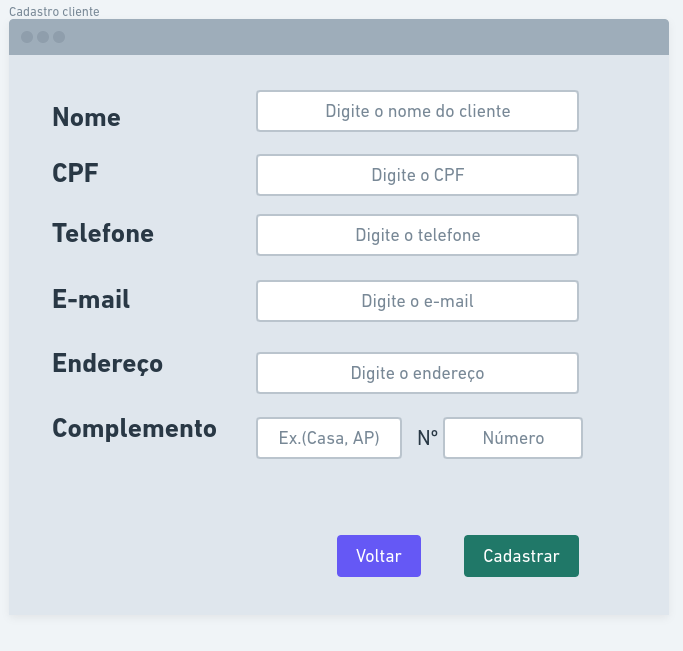 Cadastro cliente
Nome
Digite o nome do cliente
CPF
Digite o CPF
Telefone
Digite o telefone
E-mail
Digite o e-mail
Endereço
Digite o endereço
Complemento
Ex.(Casa, AP)
N°
Número
Voltar
Cadastrar